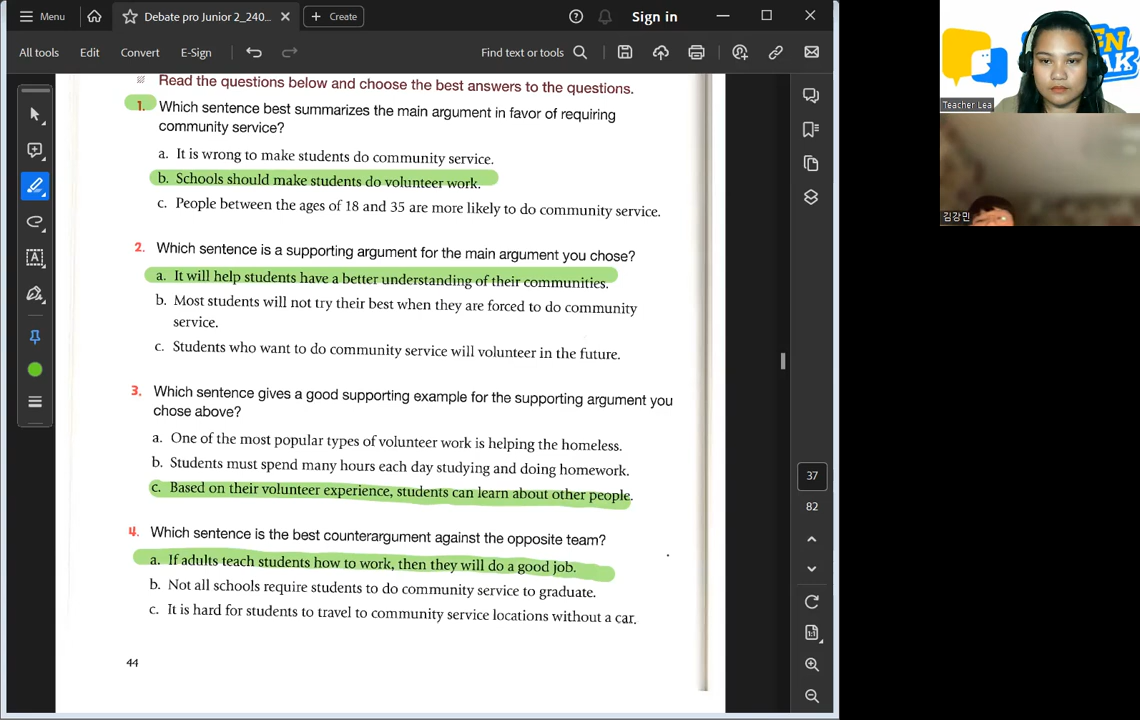 Menu
Debate pro Junior 2_240...
Create
Sign in
All tools
Edit
Convert
E-Sign
Find text or tools
Read the questions below and choose the best answers to the questions.
1. Which sentence best summarizes the main argument in favor of requiring
community service?
a. It is wrong to make students do community service.
b. Schools should make students do volunteer work.
c. People between the ages of 18 and 35 are more likely to do community service.
2. Which sentence is a supporting argument for the main argument you chose?
a. It will help students have a better understanding of their communities.
b. Most students will not try their best when they are forced to do community
service.
c. Students who want to do community service will volunteer in the future.
3. Which sentence gives a good supporting example for the supporting argument you
chose above?
a. One of the most popular types of volunteer work is helping the homeless.
b. Students must spend many hours each day studying and doing homework.
c. Based on their volunteer experience, students can learn about other people.
4. Which sentence is the best counterargument against the opposite team?
a. If adults teach students how to work, then they will do a good job.
b. Not all schools require students to do community service to graduate.
c. It is hard for students to travel to community service locations without a car.
44
37
82
1:1
Teacher Lea
김강민